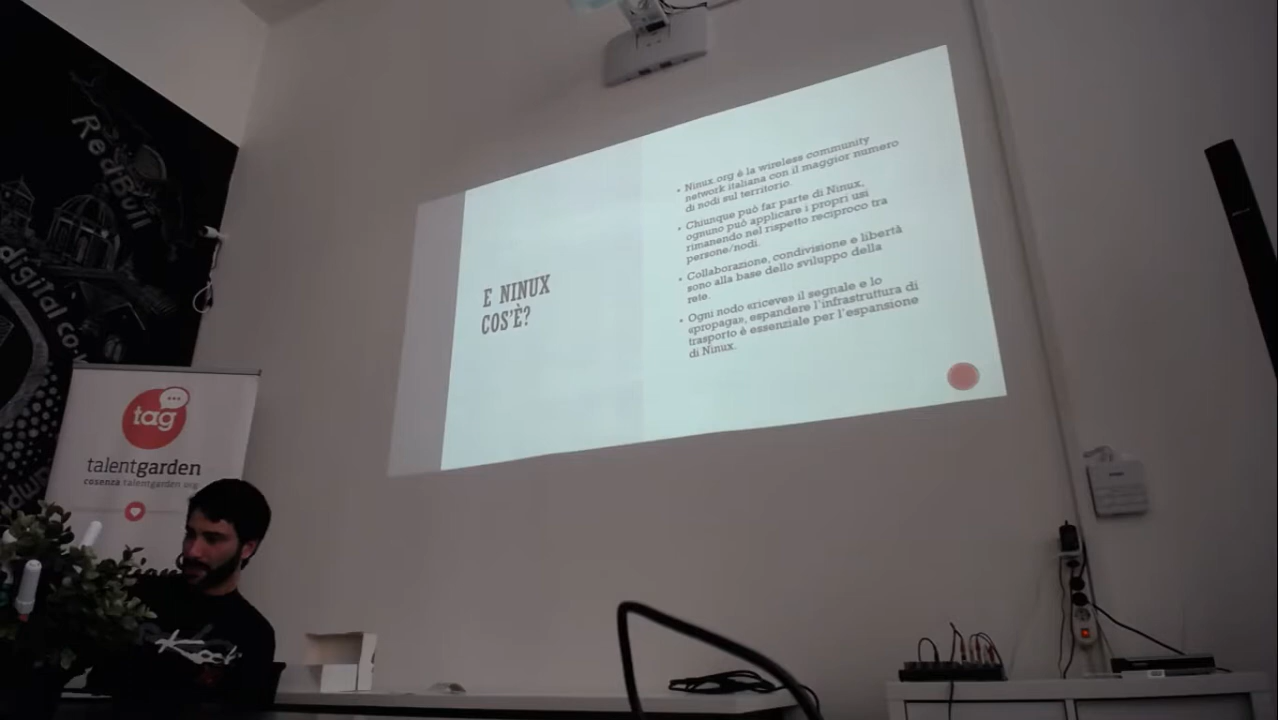 RedBull
digital co
tag
talentgarden
cosenza talentgarden.org
E NINUX
COS'È?
• Ninux.org è la wireless community
network italiana con il maggior numero
di nodi sul territorio.
• Chiunque può far parte di Ninux,
ognuno può applicare i propri usi
rimanendo nel rispetto reciproco tra
persone/nodi.
• Collaborazione, condivisione e libertà
sono alla base dello sviluppo della
rete.
• Ogni nodo «riceve» il segnale e lo
«propaga», espandere l'infrastruttura di
trasporto è essenziale per l'espansione
di Ninux.